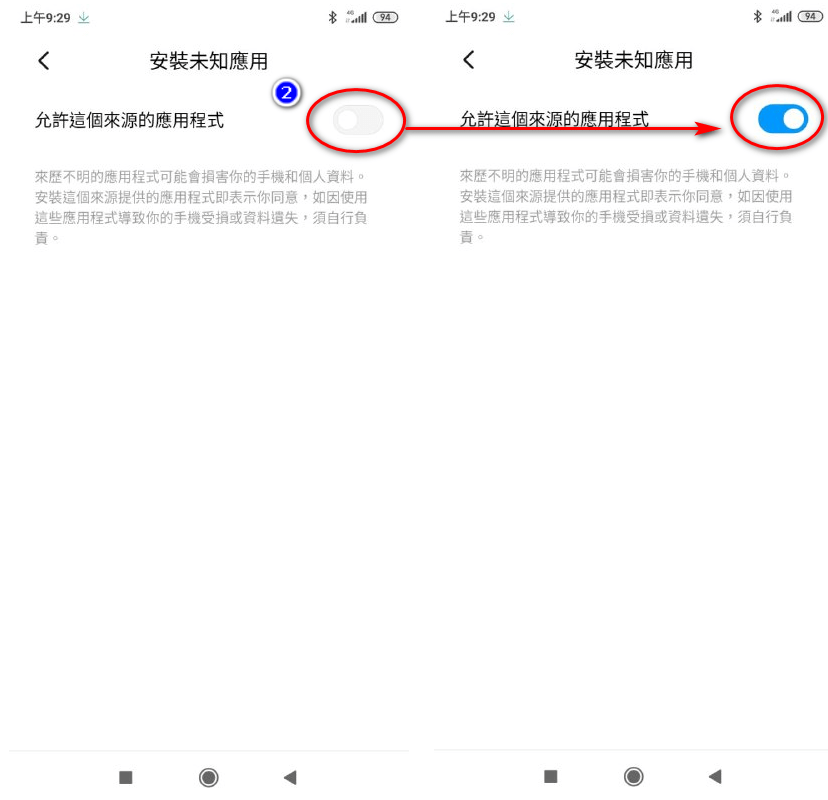 上午9:29 4G 94
安裝未知應用
2
允許這個來源的應用程式
來歷不明的應用程式可能會損害你的手機和個人資料。
安裝這個來源提供的應用程式即表示你同意，如因使用
這些應用程式導致你的手機受損或資料遺失，須自行負
責。
上午9:29 4G 94
安裝未知應用
允許這個來源的應用程式
來歷不明的應用程式可能會損害你的手機和個人資料。
安裝這個來源提供的應用程式即表示你同意，如因使用
這些應用程式導致你的手機受損或資料遺失，須自行負
責。